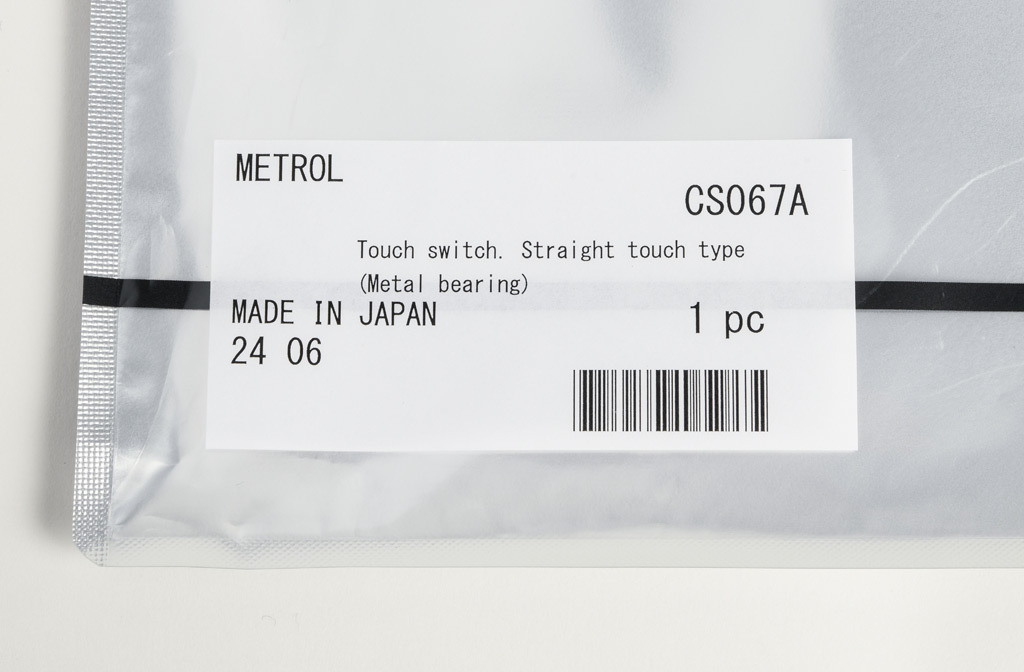 METROL
CS067A
Touch switch. Straight touch type
(Metal bearing)
MADE IN JAPAN
1 pc
24 06